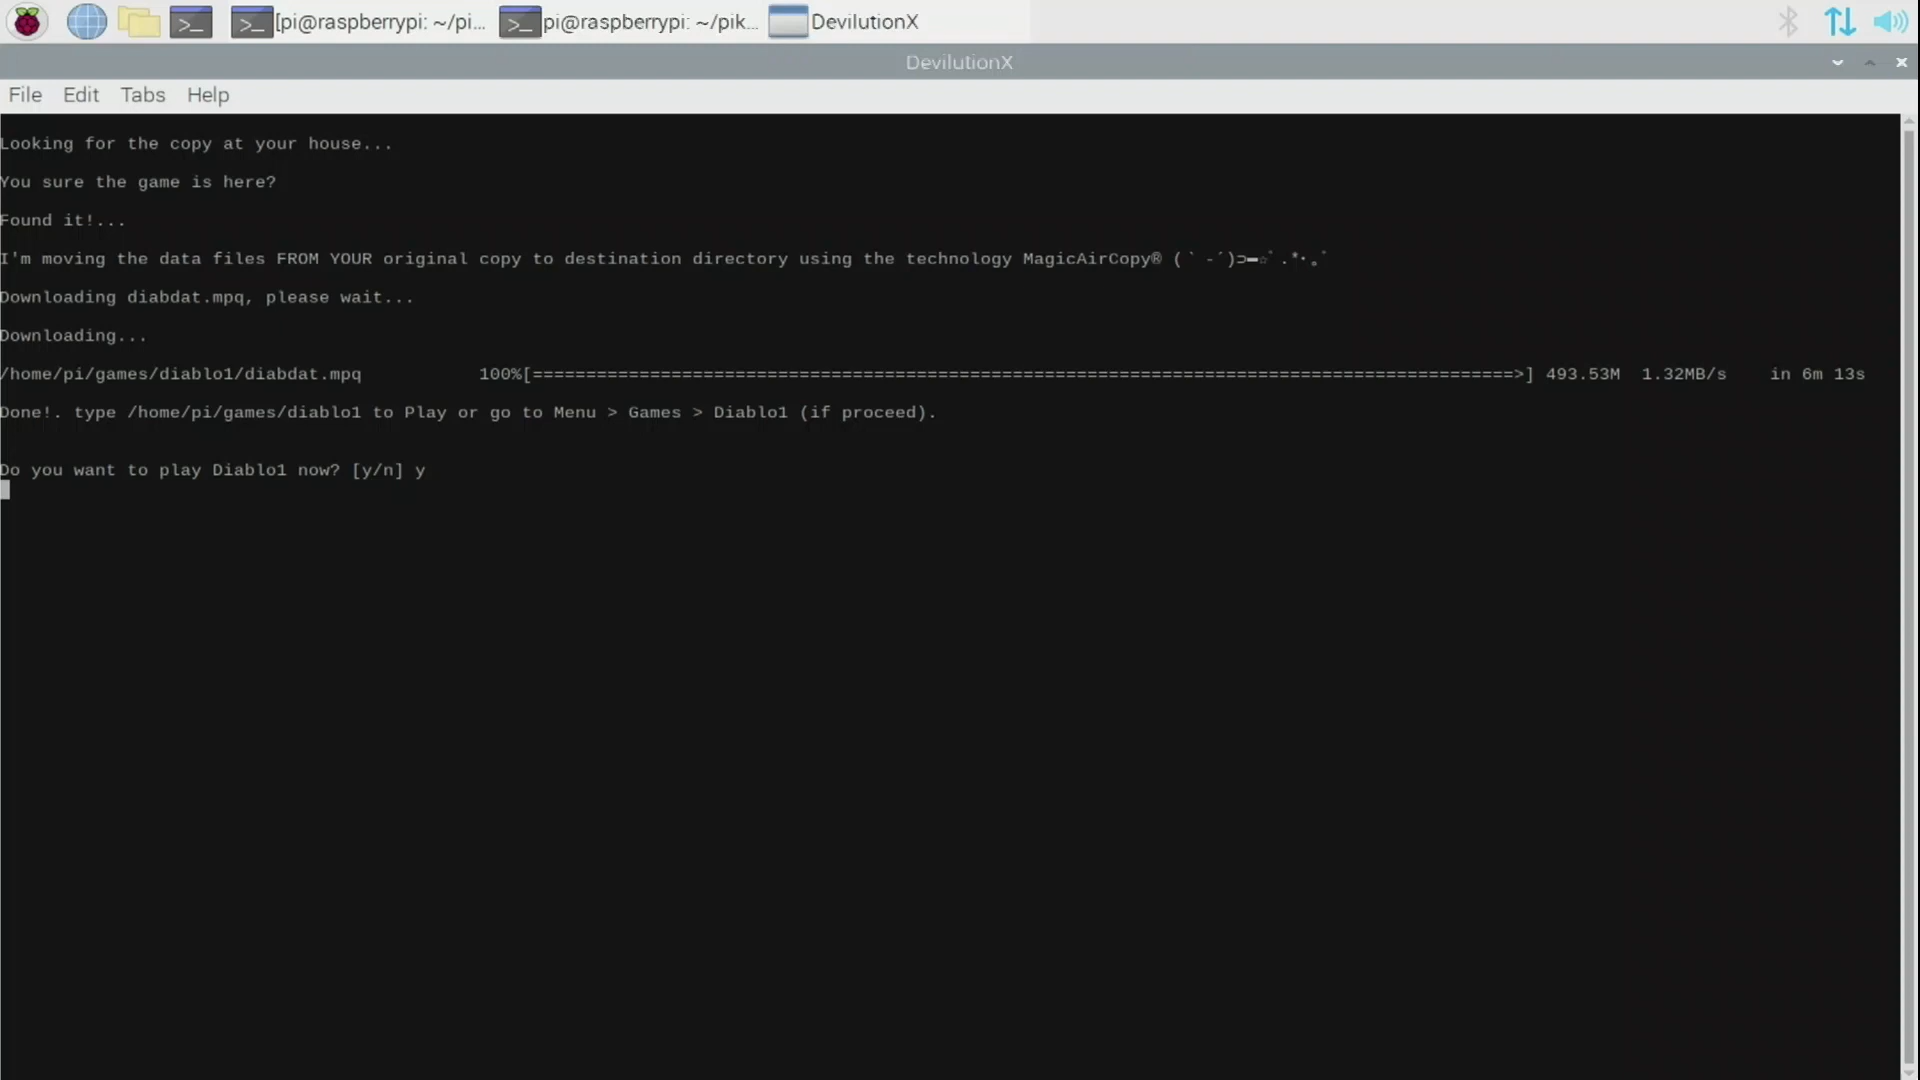 [pi@raspberrypi: ~/pi... pi@raspberrypi: ~/pik... DevilutionX
DevilutionX
File Edit Tabs Help
Looking for the copy at your house...
You sure the game is here?
Found it!...
I'm moving the data files FROM YOUR original copy to destination directory using the technology MagicAirCopy® (｀-´)⊃━☆ﾟ.*･｡ﾟ
Downloading diabdat.mpq, please wait...
Downloading...
/home/pi/games/diablo1/diabdat.mpq 100%[============================================================================================>] 493.53M 1.32MB/s in 6m 13s
Done!. type /home/pi/games/diablo1 to Play or go to Menu > Games > Diablo1 (if proceed).
Do you want to play Diablo1 now? [y/n] y